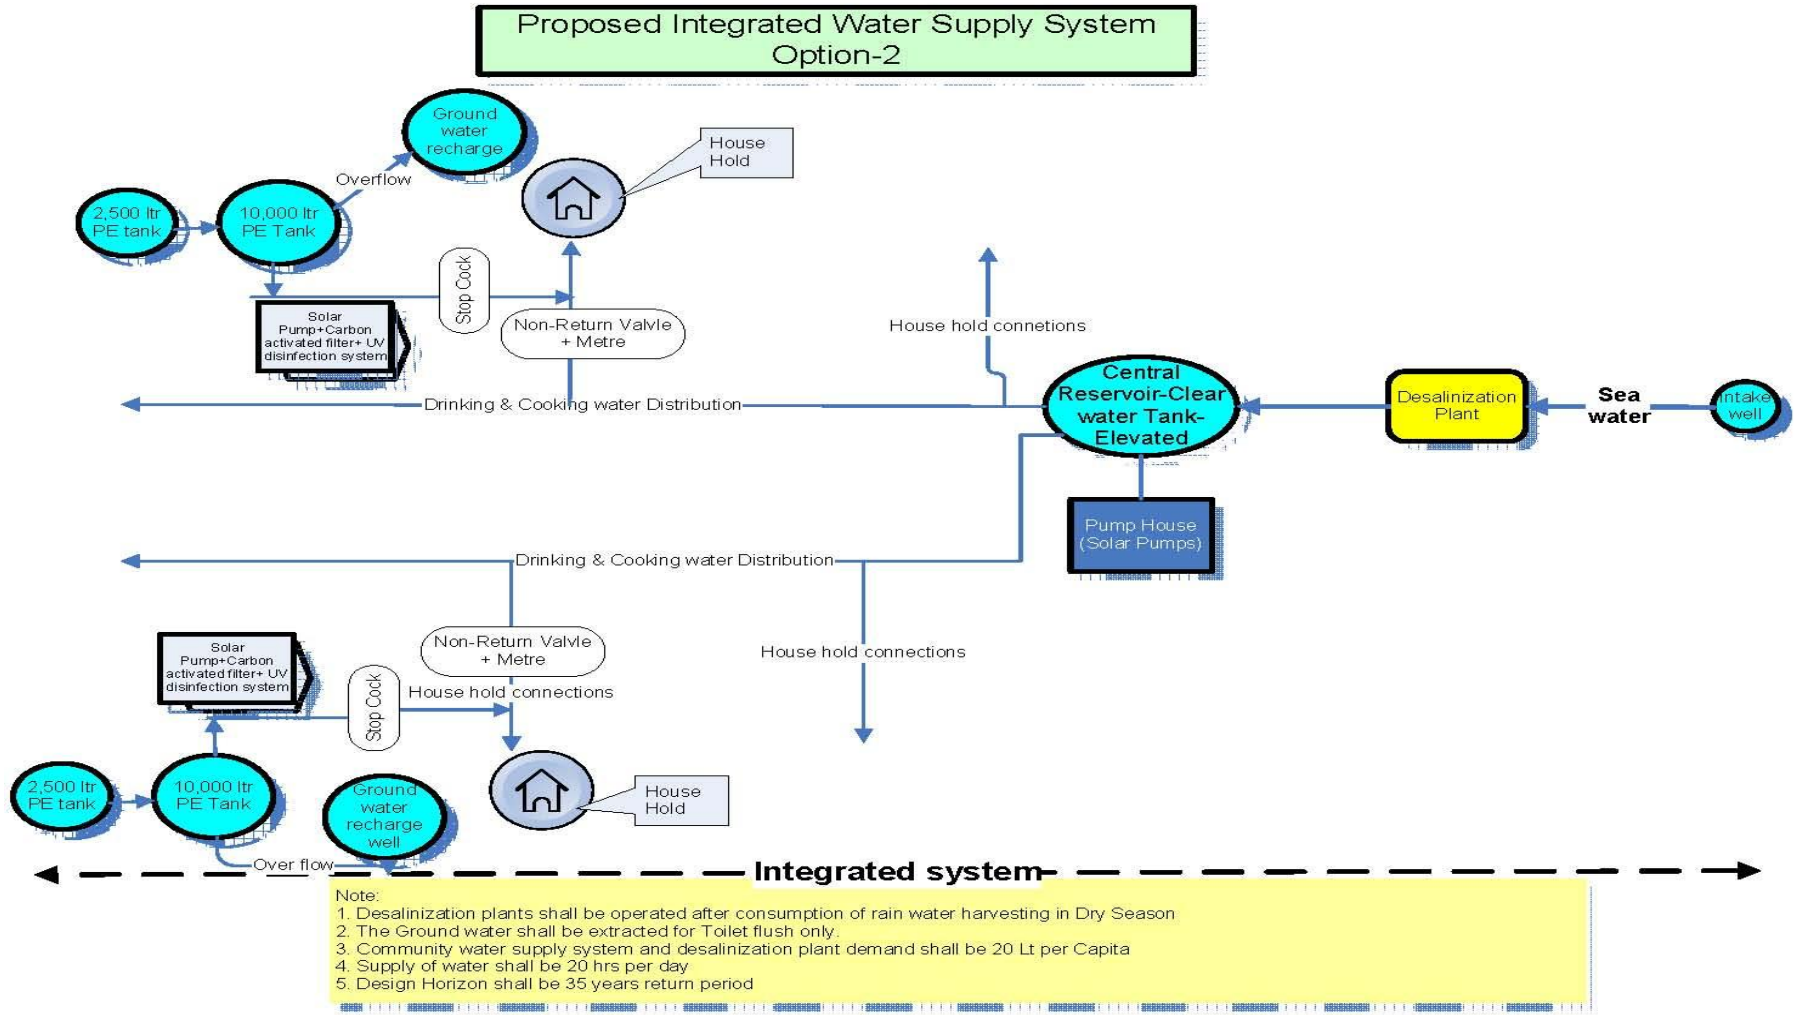 Proposed Integrated Water Supply System
Option-2
Ground
water
recharge
House
Hold
Overflow
2,500 ltr
PE tank
10,000 ltr
PE Tank
Stop Cock
Solar
Pump+Carbon
activated filter+ UV
disinfection system
Non-Return Valvle
+ Metre
House hold connetions
Central
Reservoir-Clear
water Tank-
Elevated
Desalinization
Plant
Sea
water
Intake
well
Drinking & Cooking water Distribution
Pump House
(Solar Pumps)
Drinking & Cooking water Distribution
Solar
Pump+Carbon
activated filter+ UV
disinfection system
Non-Return Valvle
+ Metre
House hold connections
House hold connections
Stop Cock
2,500 ltr
PE tank
10,000 ltr
PE Tank
Ground
water
recharge
well
House
Hold
Over flow
Integrated system
Note:
1. Desalinization plants shall be operated after consumption of rain water harvesting in Dry Season
2. The Ground water shall be extracted for Toilet flush only.
3. Community water supply system and desalinization plant demand shall be 20 Lt per Capita
4. Supply of water shall be 20 hrs per day
5. Design Horizon shall be 35 years return period